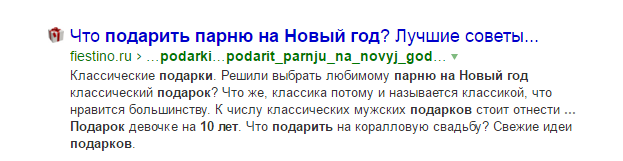 Что подарить парню на Новый год? Лучшие советы...
fiestino.ru › ...podarki...podarit_parnju_na_novyj_god...
Классические подарки. Решили выбрать любимому парню на Новый год
классический подарок? Что же, классика потому и называется классикой, что
нравится большинству. К числу классических мужских подарков стоит отнести ...
Подарок девочке на 10 лет. Что подарить на коралловую свадьбу? Свежие идеи
подарков.